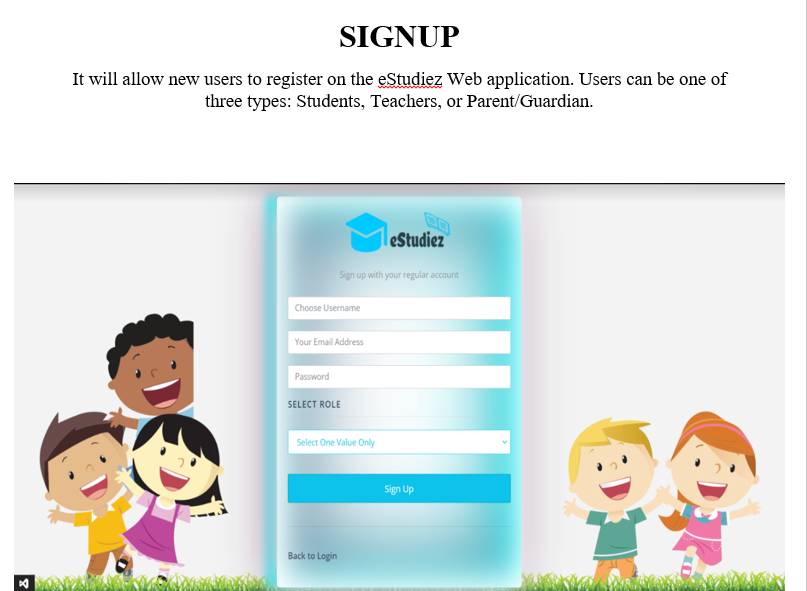 SIGNUP
It will allow new users to register on the eStudiez Web application. Users can be one of
three types: Students, Teachers, or Parent/Guardian.
eStudiez
Sign up with your regular account
Choose Username
Your Email Address
Password
SELECT ROLE
Select One Value Only
Sign Up
Back to Login